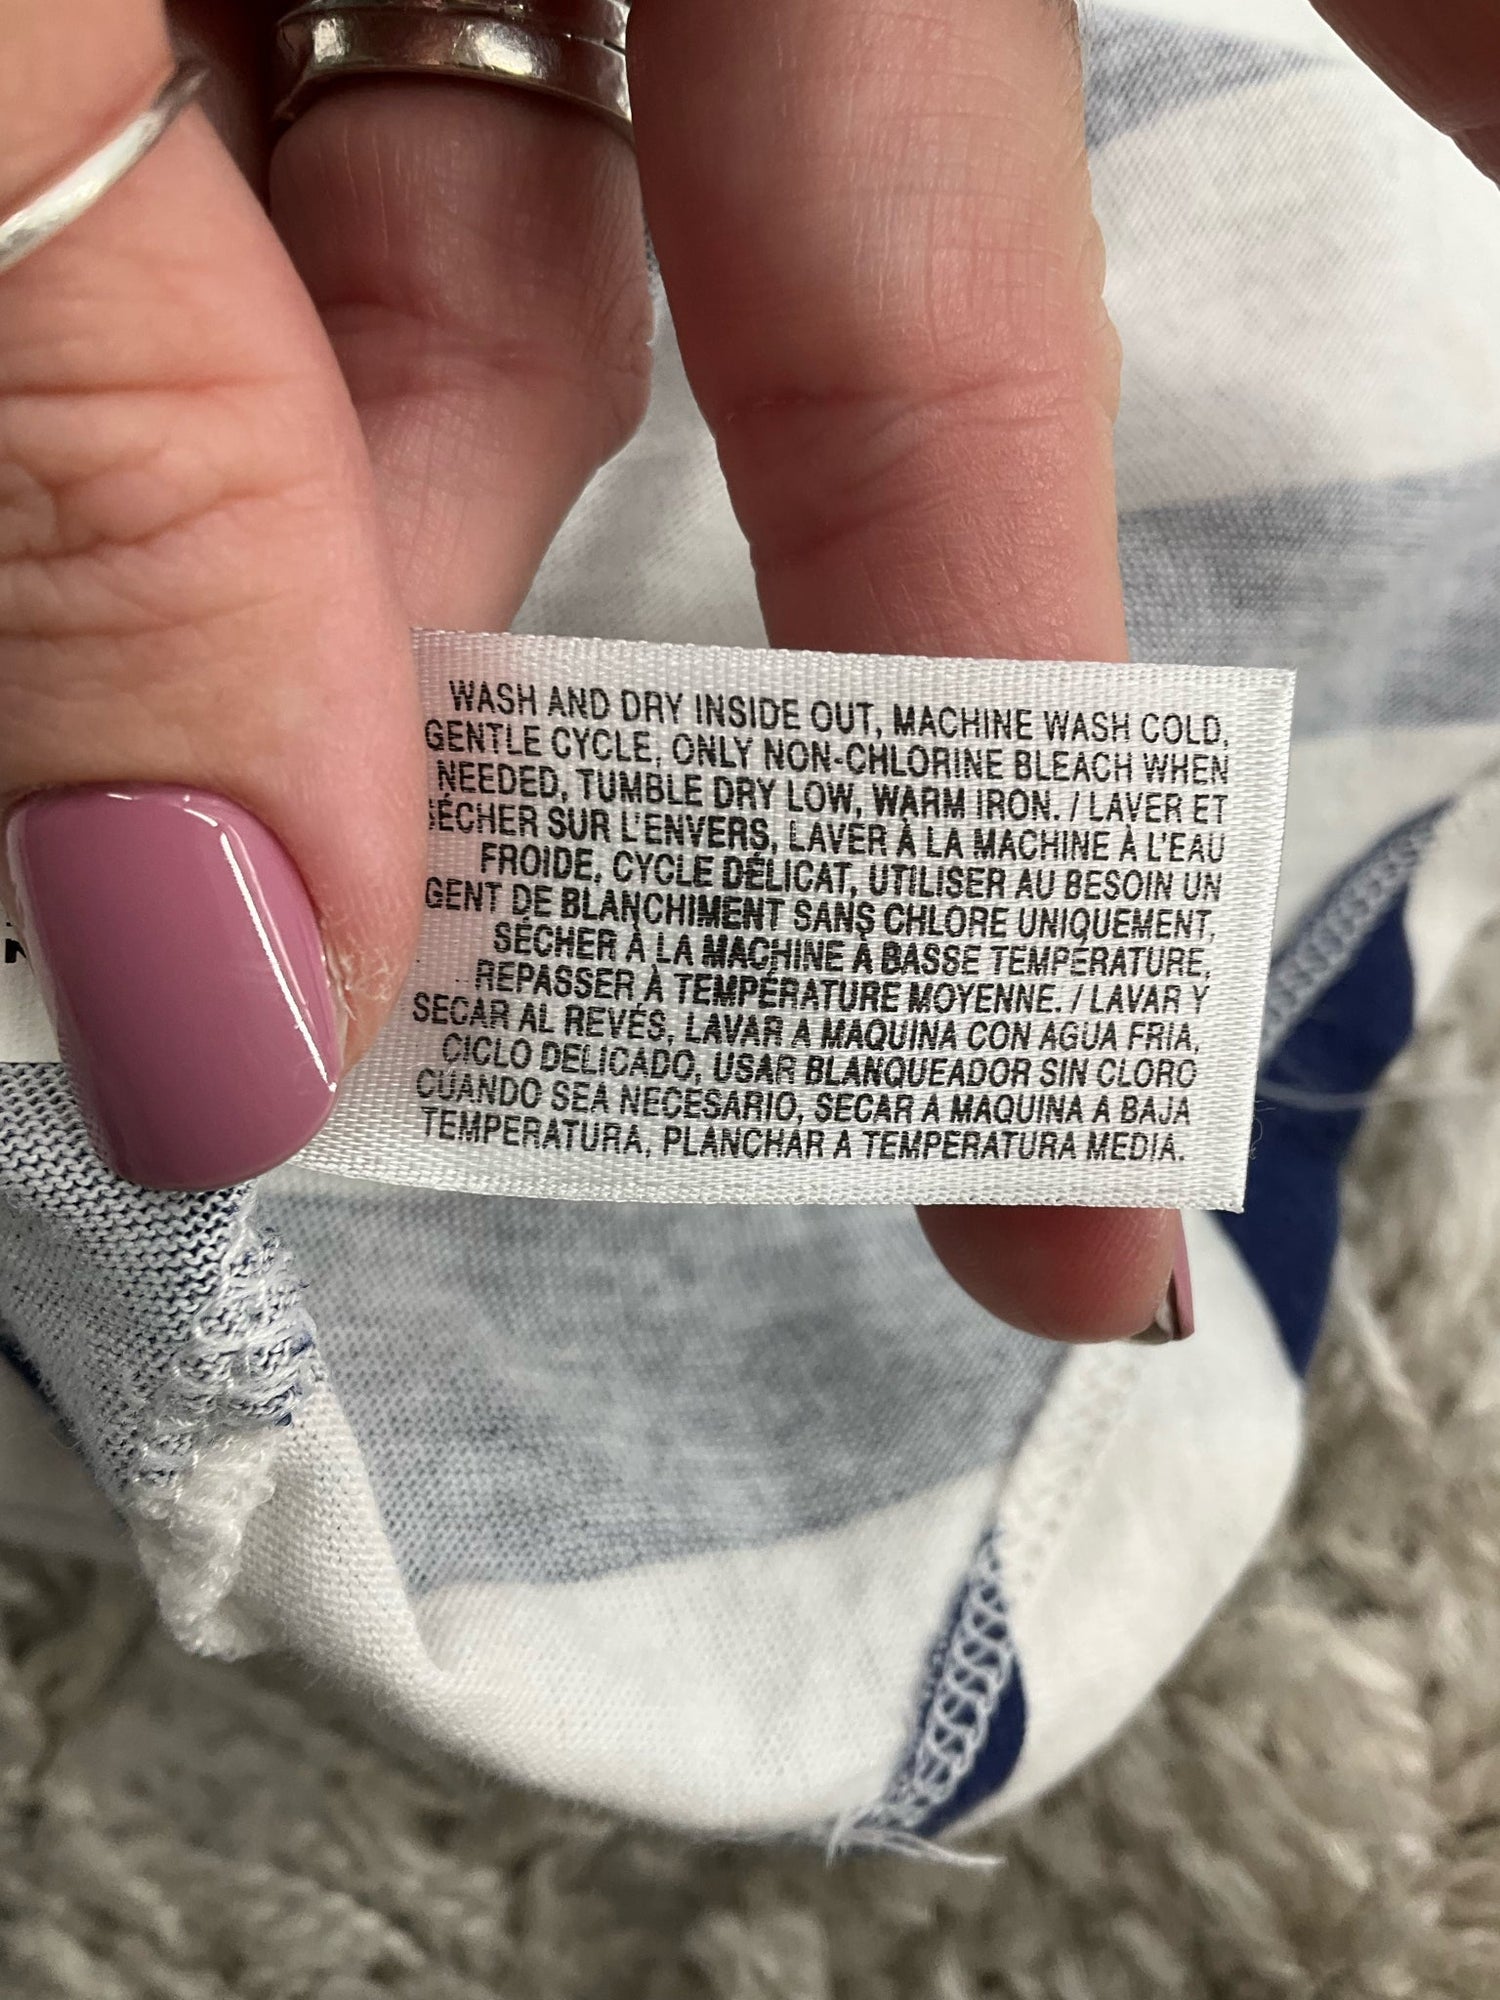 WASH AND DRY INSIDE OUT, MACHINE WASH COLD,
GENTLE CYCLE, ONLY NON-CHLORINE BLEACH WHEN
NEEDED, TUMBLE DRY LOW, WARM IRON. / LAVER ET
SÉCHER SUR L'ENVERS, LAVER À LA MACHINE À L'EAU
FROIDE, CYCLE DÉLICAT, UTILISER AU BESOIN UN
GENT DE BLANCHIMENT SANS CHLORE UNIQUEMENT,
SÉCHER À LA MACHINE À BASSE TEMPÉRATURE,
REPASSER À TEMPÉRATURE MOYENNE. / LAVAR Y
SECAR AL REVÉS, LAVAR A MAQUINA CON AGUA FRIA,
CICLO DELICADO, USAR BLANQUEADOR SIN CLORO
CUANDO SEA NECESARIO, SECAR A MAQUINA A BAJA
TEMPERATURA, PLANCHAR A TEMPERATURA MEDIA.